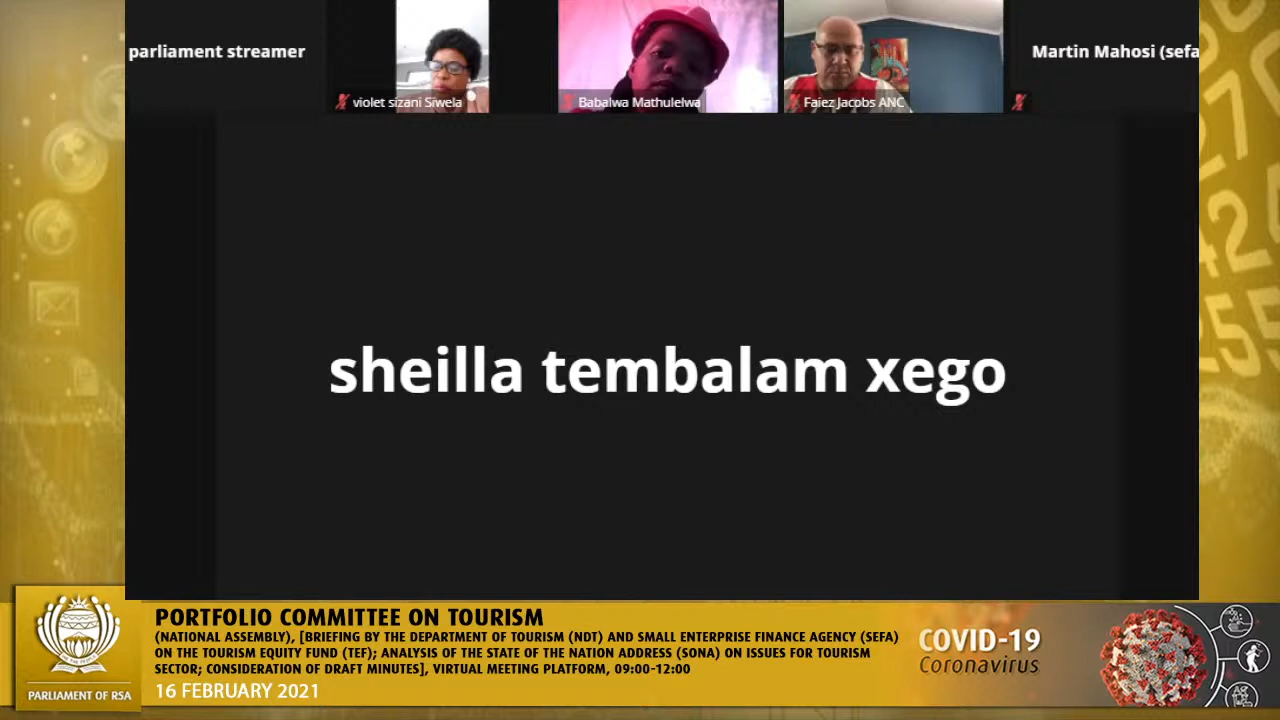 parliament streamer
violet sizani Siwela
Babalwa Mathulelwa
Faiez Jacobs ANC
Martin Mahosi (sefa
sheilla tembalam xego
PORTFOLIO COMMITTEE ON TOURISM
(NATIONAL ASSEMBLY), [BRIEFING BY THE DEPARTMENT OF TOURISM (NDT) AND SMALL ENTERPRISE FINANCE AGENCY (SEFA)
ON THE TOURISM EQUITY FUND (TEF); ANALYSIS OF THE STATE OF THE NATION ADDRESS (SONA) ON ISSUES FOR TOURISM
SECTOR; CONSIDERATION OF DRAFT MINUTES], VIRTUAL MEETING PLATFORM, 09:00-12:00
16 FEBRUARY 2021
PARLIAMENT OF RSA
COVID-19
Coronavirus